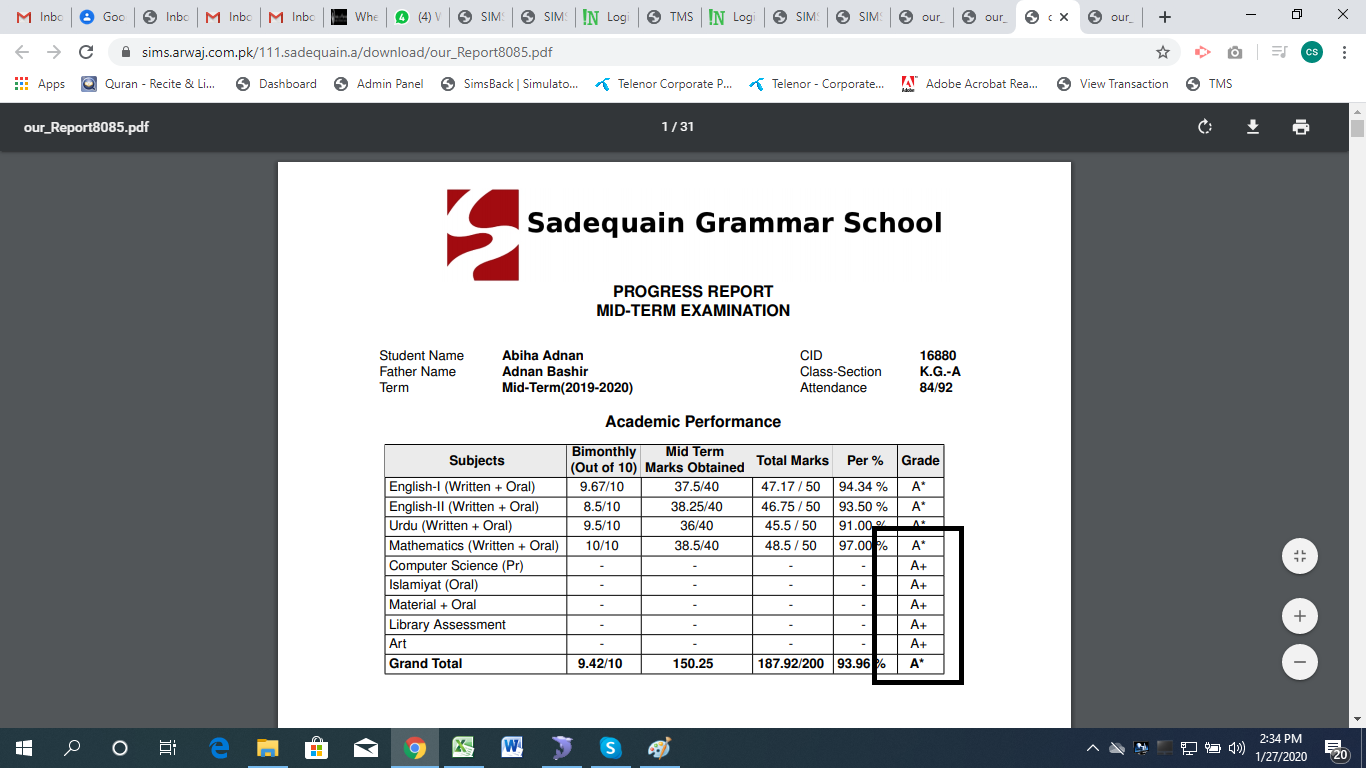 Inbo Goo Inbo Inbo Inbo Whe (4) W SIMS SIMS Logi TMS Logi SIMS SIMS our_ our_ our_
sims.arwaj.com.pk/111.sadequain.a/download/our_Report8085.pdf CS
Apps Quran - Recite & Li... Dashboard Admin Panel SimsBack | Simulato... Telenor Corporate P... Telenor - Corporate... Adobe Acrobat Rea... View Transaction TMS
our_Report8085.pdf 1 / 31
Sadequain Grammar School
PROGRESS REPORT
MID-TERM EXAMINATION
Student Name Abiha Adnan CID 16880
Father Name Adnan Bashir Class-Section K.G.-A
Term Mid-Term(2019-2020) Attendance 84/92
Academic Performance
Subjects Bimonthly (Out of 10) Mid Term Marks Obtained Total Marks Per % Grade
English-I (Written + Oral) 9.67/10 37.5/40 47.17 / 50 94.34 % A*
English-II (Written + Oral) 8.5/10 38.25/40 46.75 / 50 93.50 % A*
Urdu (Written + Oral) 9.5/10 36/40 45.5 / 50 91.00 % A*
Mathematics (Written + Oral) 10/10 38.5/40 48.5 / 50 97.00 % A*
Computer Science (Pr) - - - - A+
Islamiyat (Oral) - - - - A+
Material + Oral - - - - A+
Library Assessment - - - - A+
Art - - - - A+
Grand Total 9.42/10 150.25 187.92/200 93.96 % A*
2:34 PM
1/27/2020
20